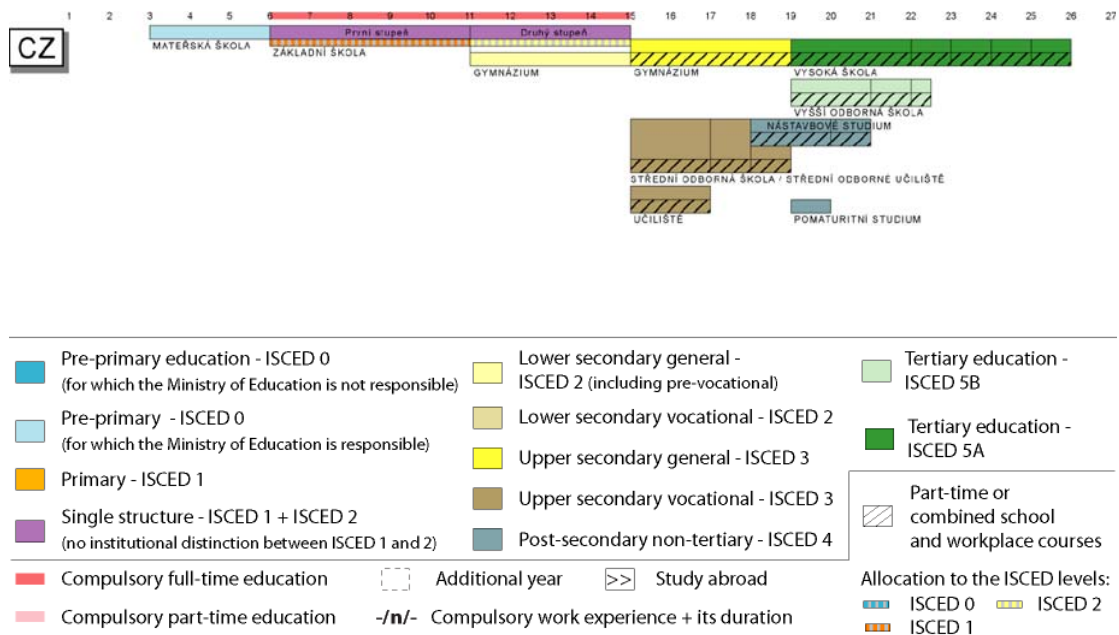 1 2 3 4 5 6 7 8 9 10 11 12 13 14 15 16 17 18 19 20 21 22 23 24 25 26 27
CZ
První stupeň Druhý stupeň
MATEŘSKÁ ŠKOLA ZÁKLADNÍ ŠKOLA
GYMNÁZIUM GYMNÁZIUM VYSOKÁ ŠKOLA
VYŠŠÍ ODBORNÁ ŠKOLA
NÁSTAVBOVÉ STUDIUM
STŘEDNÍ ODBORNÁ ŠKOLA / STŘEDNÍ ODBORNÉ UČILIŠTĚ
UČILIŠTĚ POMATURITNÍ STUDIUM
Pre-primary education - ISCED 0
(for which the Ministry of Education is not responsible)
Pre-primary - ISCED 0
(for which the Ministry of Education is responsible)
Primary - ISCED 1
Single structure - ISCED 1 + ISCED 2
(no institutional distinction between ISCED 1 and 2)
Lower secondary general -
ISCED 2 (including pre-vocational)
Lower secondary vocational - ISCED 2
Upper secondary general - ISCED 3
Upper secondary vocational - ISCED 3
Post-secondary non-tertiary - ISCED 4
Tertiary education -
ISCED 5B
Tertiary education -
ISCED 5A
Part-time or
combined school
and workplace courses
Compulsory full-time education
Compulsory part-time education
Additional year
>> Study abroad
-/n/- Compulsory work experience + its duration
Allocation to the ISCED levels:
ISCED 0 ISCED 2
ISCED 1